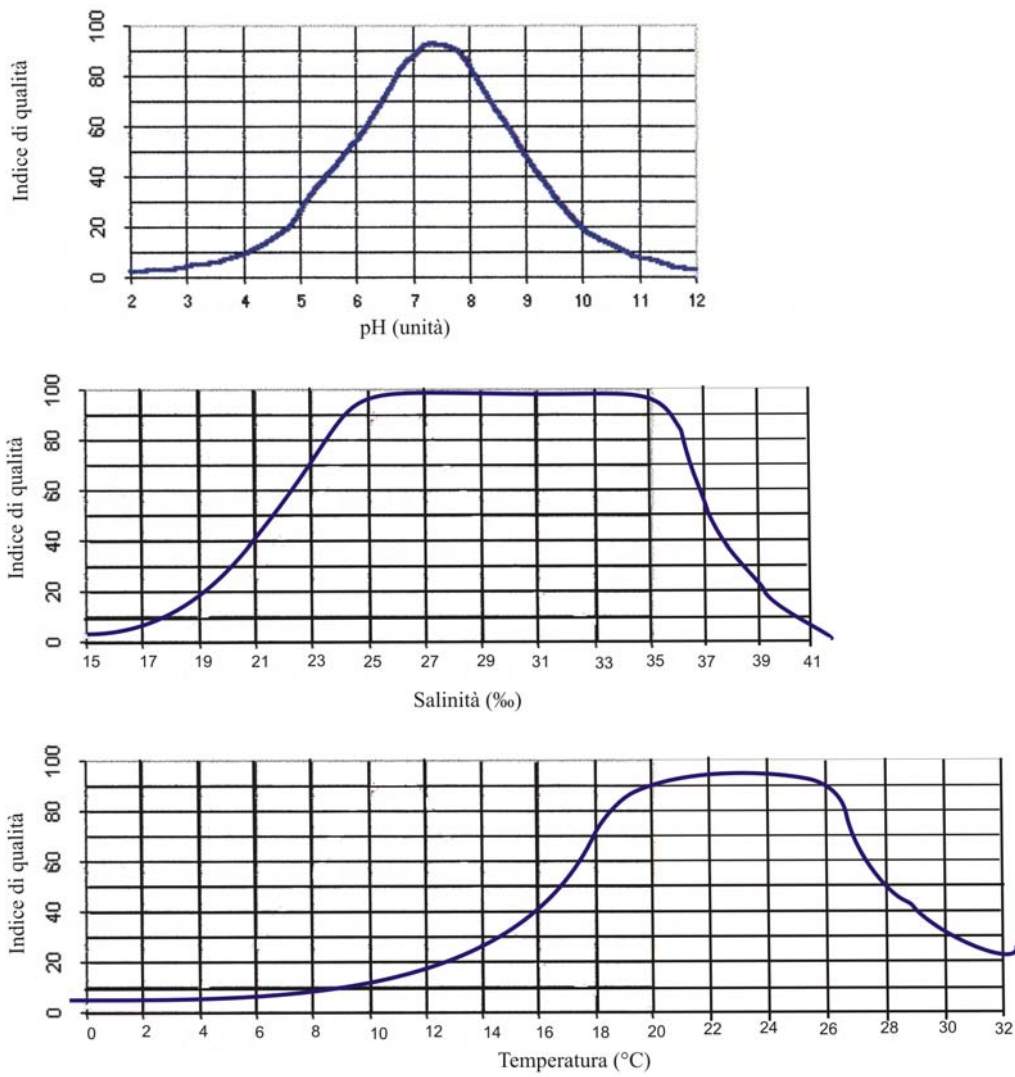 Indice di qualità
100
80
60
40
20
0
2 3 4 5 6 7 8 9 10 11 12
pH (unità)
Indice di qualità
100
80
60
40
20
0
15 17 19 21 23 25 27 29 31 33 35 37 39 41
Salinità (‰)
Indice di qualità
100
80
60
40
20
0
0 2 4 6 8 10 12 14 16 18 20 22 24 26 28 30 32
Temperatura (°C)